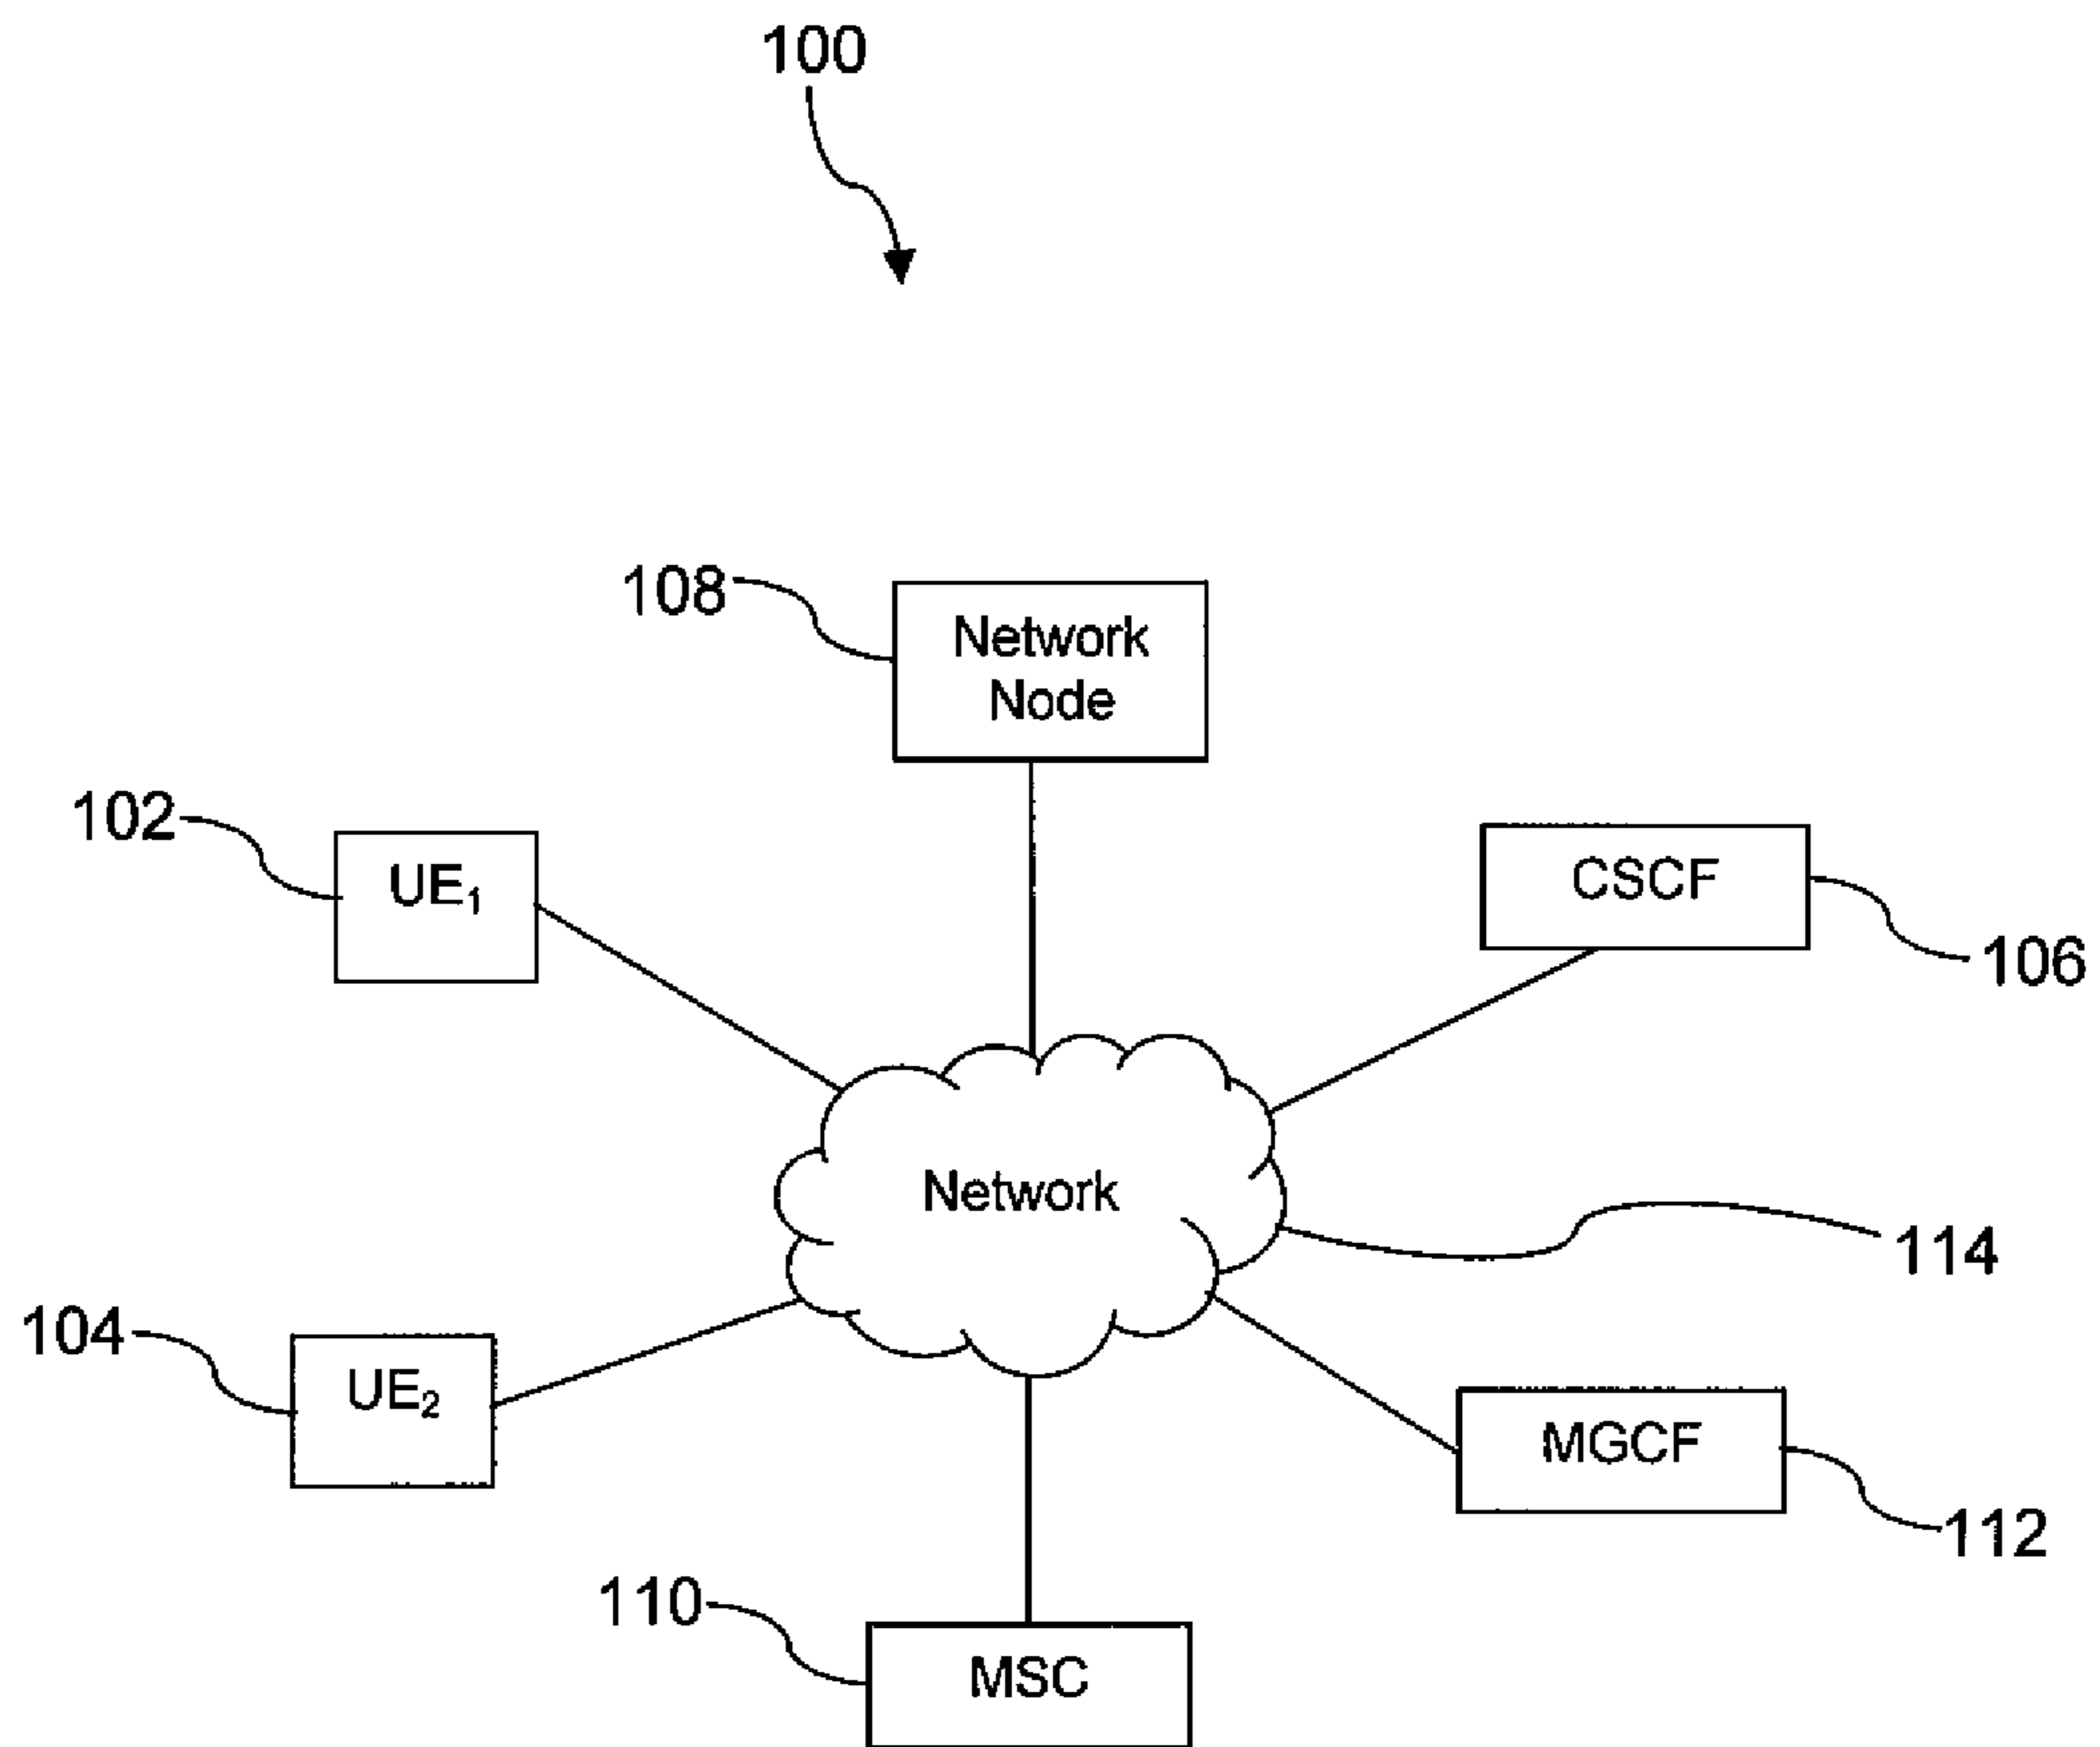 100
108
Network
Node
102
UE₁
CSCF
106
Network
114
104
UE₂
MGCF
112
110
MSC